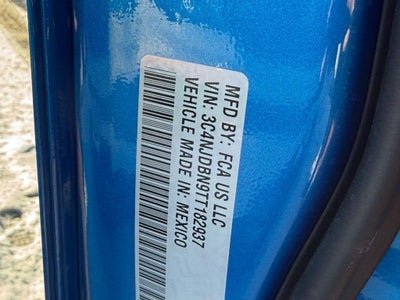 MFD BY: FCA US LLC
VIN: 3C4NJDBN9TT182937
VEHICLE MADE IN: MEXICO